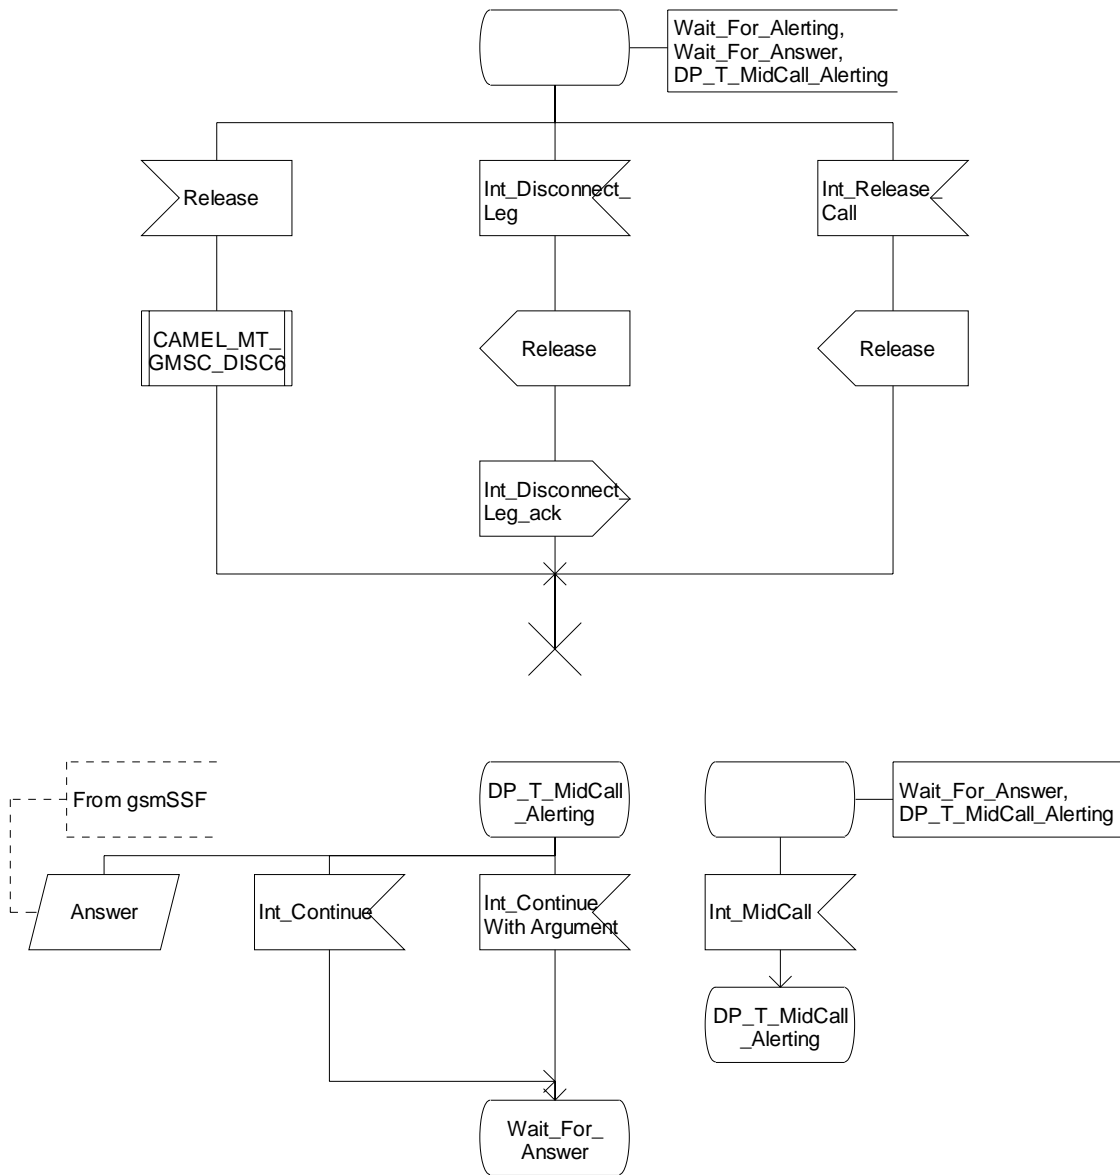 Wait_For_Alerting,
Wait_For_Answer,
DP_T_MidCall_Alerting
Release
Int_Disconnect_
Leg
Int_Release_
Call
CAMEL_MT_
GMSC_DISC6
Release
Release
Int_Disconnect_
Leg_ack
From gsmSSF
DP_T_MidCall
_Alerting
Wait_For_Answer,
DP_T_MidCall_Alerting
Answer
Int_Continue
Int_Continue_
With Argument
Int_MidCall
DP_T_MidCall
_Alerting
Wait_For_
Answer